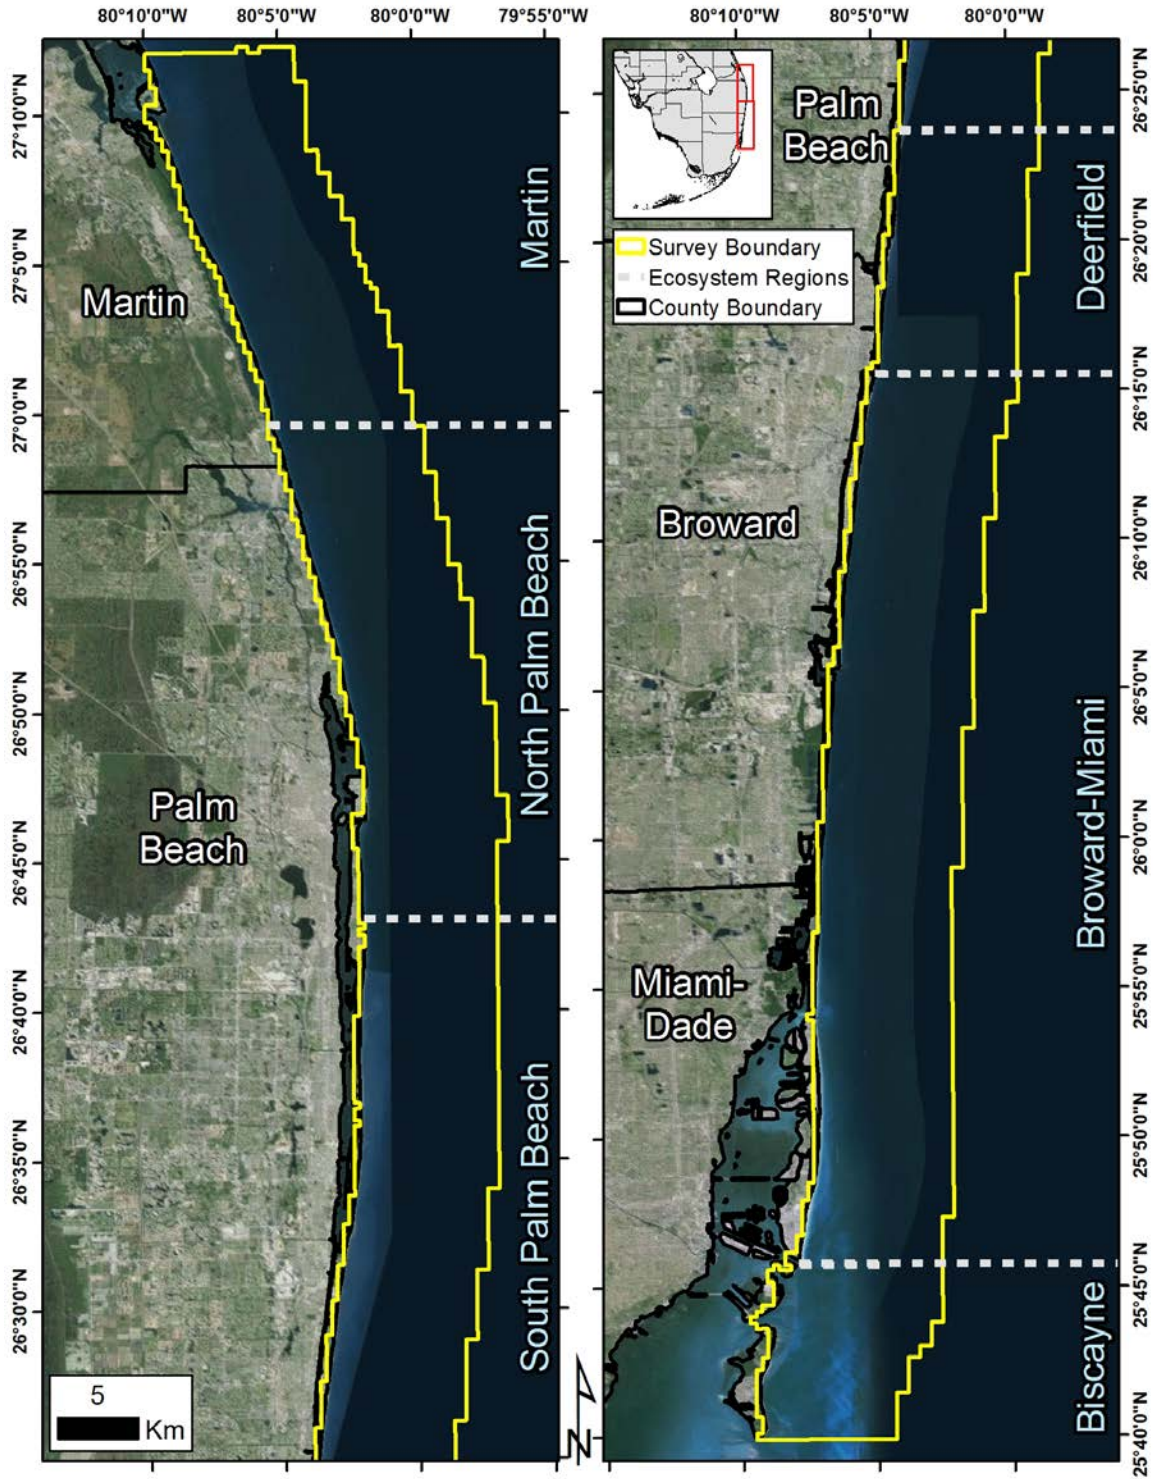 80°10'0"W
80°5'0"W
80°0'0"W
79°55'0"W
27°10'0"N
27°5'0"N
27°0'0"N
26°55'0"N
26°50'0"N
26°45'0"N
26°40'0"N
26°35'0"N
26°30'0"N
Martin
Martin
North Palm Beach
Palm
Beach
South Palm Beach
5
Km
N
80°10'0"W
80°5'0"W
80°0'0"W
Palm
Beach
Survey Boundary
Ecosystem Regions
County Boundary
Deerfield
Broward
Broward-Miami
Miami-
Dade
Biscayne
26°25'0"N
26°20'0"N
26°15'0"N
26°10'0"N
26°5'0"N
26°0'0"N
25°55'0"N
25°50'0"N
25°45'0"N
25°40'0"N